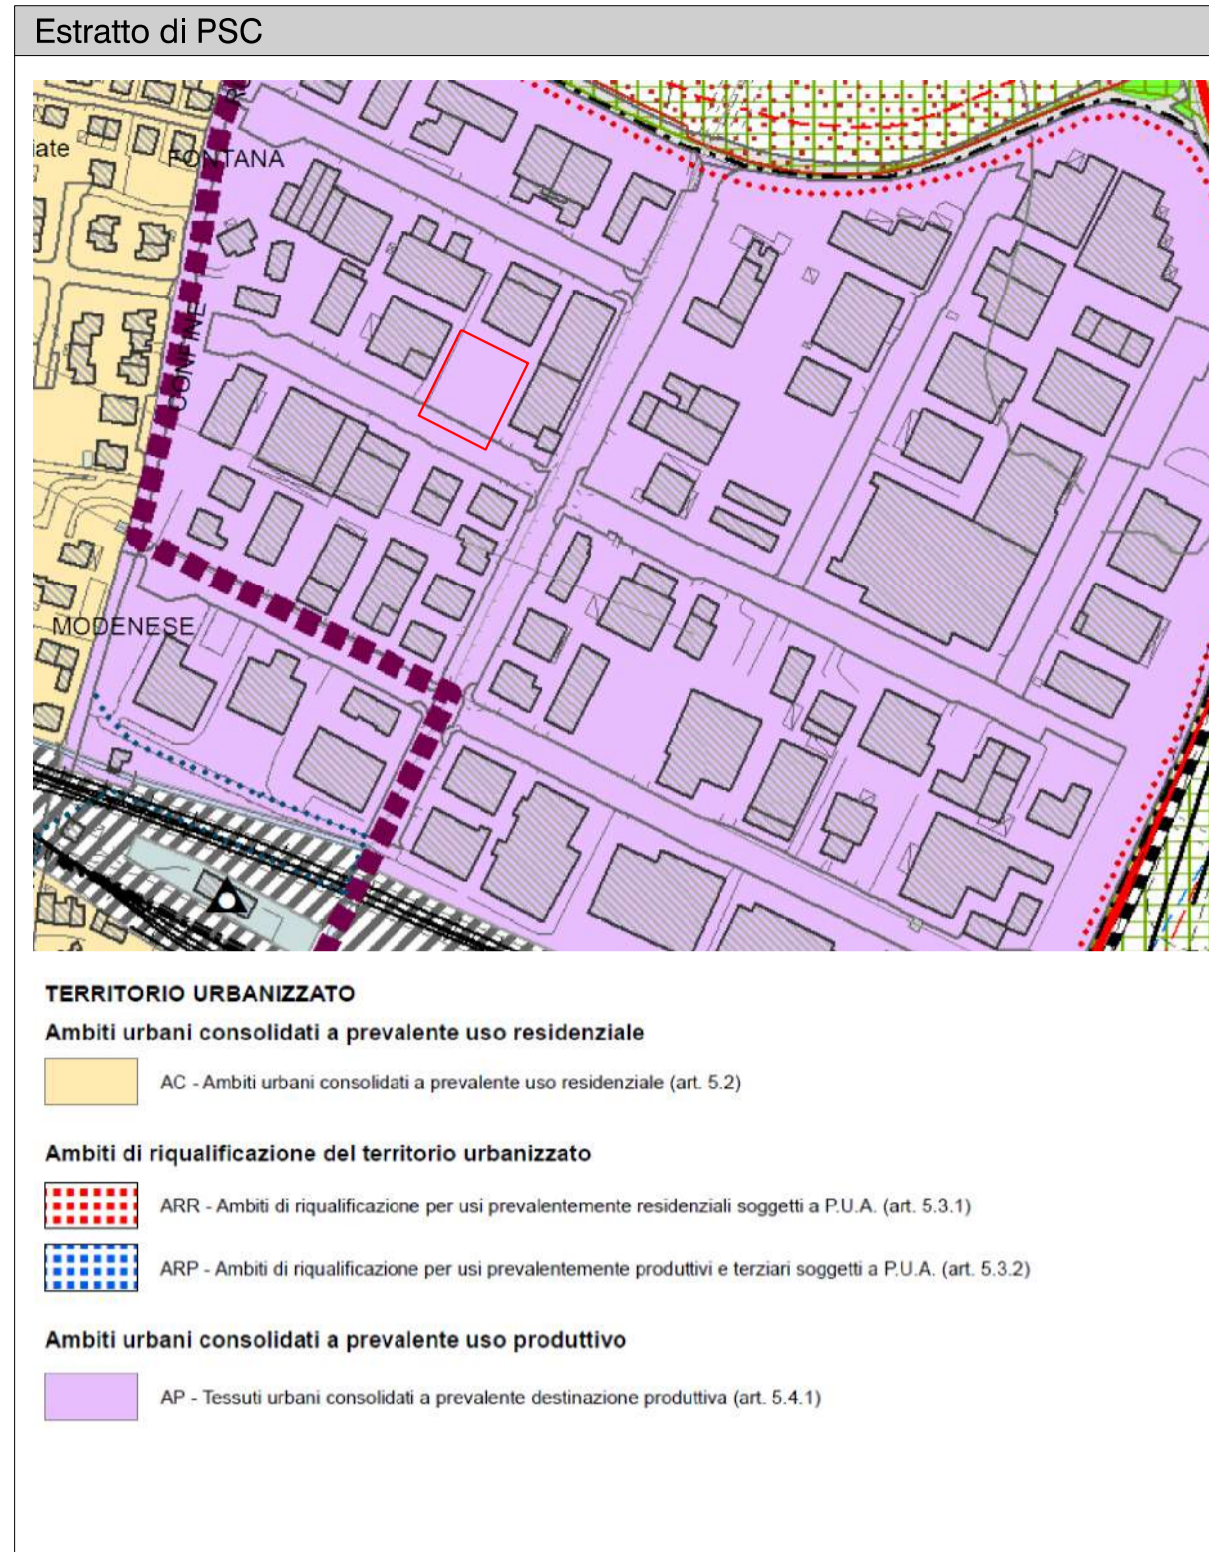 Estratto di PSC
iate
FONTANA
CONFINE
MODENESE
TERRITORIO URBANIZZATO
Ambiti urbani consolidati a prevalente uso residenziale
AC - Ambiti urbani consolidati a prevalente uso residenziale (art. 5.2)
Ambiti di riqualificazione del territorio urbanizzato
ARR - Ambiti di riqualificazione per usi prevalentemente residenziali soggetti a P.U.A. (art. 5.3.1)
ARP - Ambiti di riqualificazione per usi prevalentemente produttivi e terziari soggetti a P.U.A. (art. 5.3.2)
Ambiti urbani consolidati a prevalente uso produttivo
AP - Tessuti urbani consolidati a prevalente destinazione produttiva (art. 5.4.1)